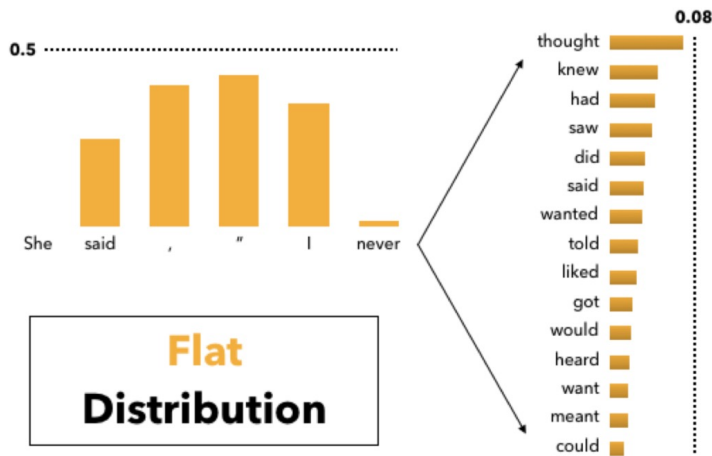 0.5
She said , " I never
Flat
Distribution
0.08
thought
knew
had
saw
did
said
wanted
told
liked
got
would
heard
want
meant
could